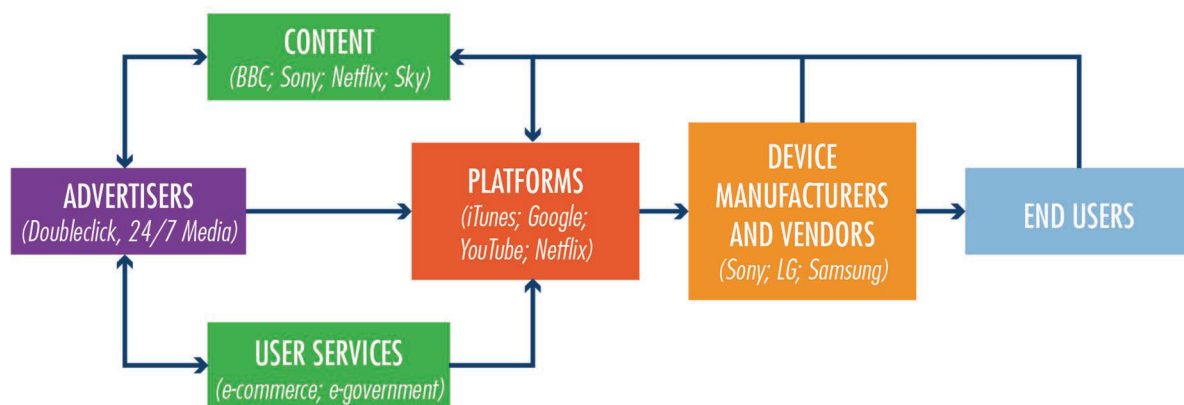 CONTENT
(BBC; Sony; Netflix; Sky)
ADVERTISERS
(Doubleclick, 24/7 Media)
PLATFORMS
(iTunes; Google;
YouTube; Netflix)
DEVICE
MANUFACTURERS
AND VENDORS
(Sony; LG; Samsung)
END USERS
USER SERVICES
(e-commerce; e-government)